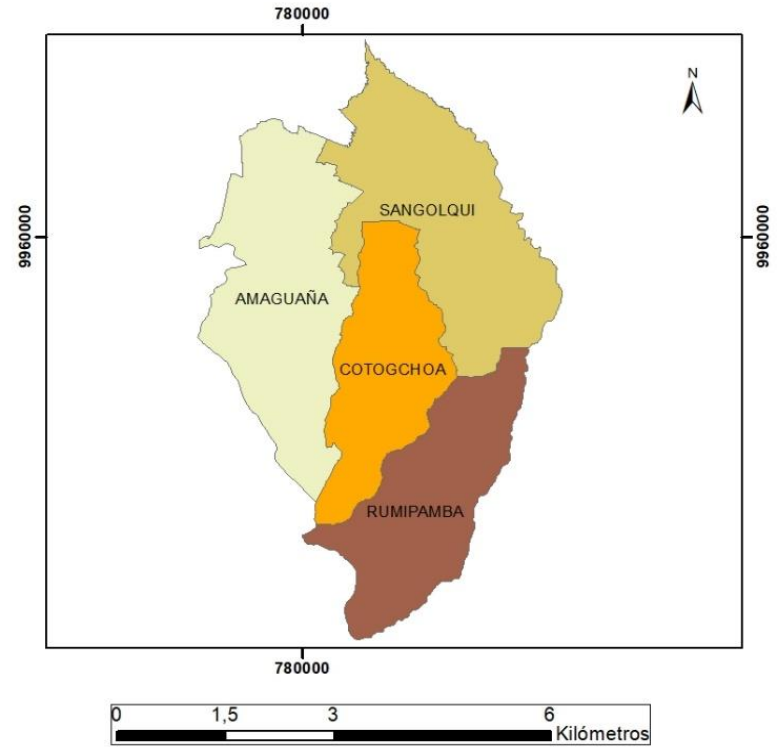 780000
N
SANGOLQUI
9960000
9960000
AMAGUAÑA
COTOGCHOA
RUMIPAMBA
780000
0 1,5 3 6
Kilómetros